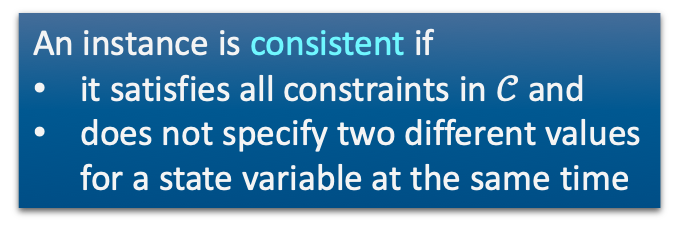 An instance is consistent if
• it satisfies all constraints in 𝒞 and
• does not specify two different values
for a state variable at the same time